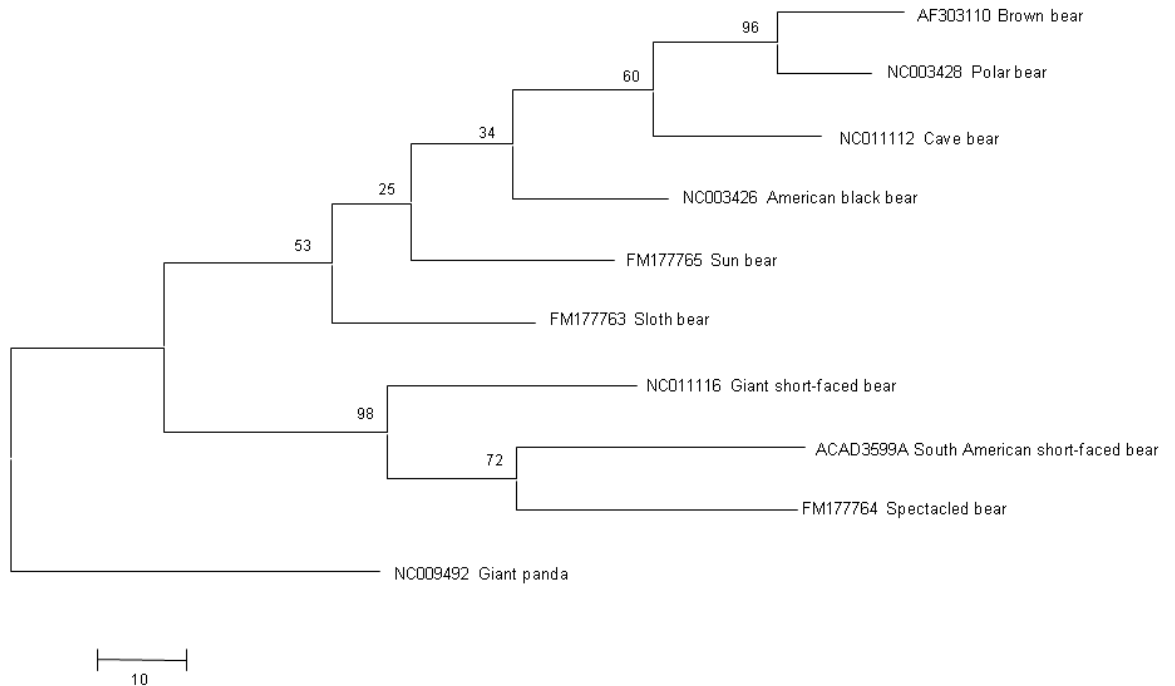 96
AF303110 Brown bear
NC003428 Polar bear
60
NC011112 Cave bear
34
NC003426 American black bear
25
FM177765 Sun bear
53
FM177763 Sloth bear
NC011116 Giant short-faced bear
98
ACAD3599A South American short-faced bear
72
FM177764 Spectacled bear
NC009492 Giant panda
10